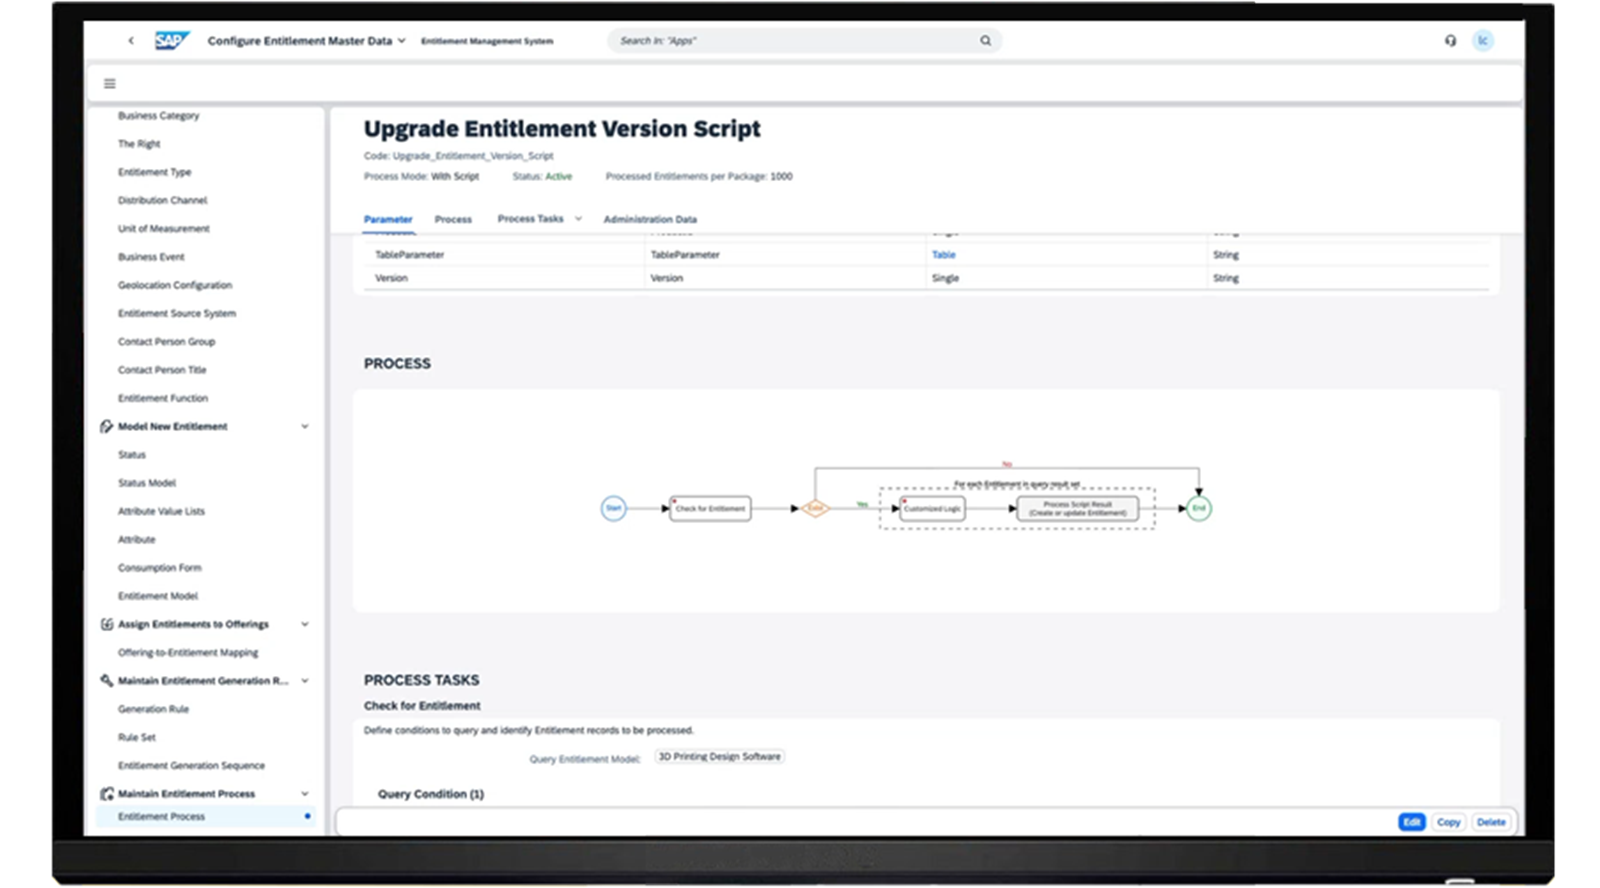 SAP Configure Entitlement Master Data Entitlement Management System Search In: "Apps" lc
Business Category
The Right
Entitlement Type
Distribution Channel
Unit of Measurement
Business Event
Geolocation Configuration
Entitlement Source System
Contact Person Group
Contact Person Title
Entitlement Function
Model New Entitlement
Status
Status Model
Attribute Value Lists
Attribute
Consumption Form
Entitlement Model
Assign Entitlements to Offerings
Offering-to-Entitlement Mapping
Maintain Entitlement Generation R...
Generation Rule
Rule Set
Entitlement Generation Sequence
Maintain Entitlement Process
Entitlement Process
Upgrade Entitlement Version Script
Code: Upgrade_Entitlement_Version_Script
Process Mode: With Script Status: Active Processed Entitlements per Package: 1000
Parameter Process Process Tasks Administration Data
TableParameter TableParameter Table String
Version Version Single String
PROCESS
No
For each Entitlement in query result set
Start Check for Entitlement Yes Customized Logic Process Script Result
(Create or update Entitlement) End
PROCESS TASKS
Check for Entitlement
Define conditions to query and identify Entitlement records to be processed.
Query Entitlement Model: 3D Printing Design Software
Query Condition (1)
Edit Copy Delete